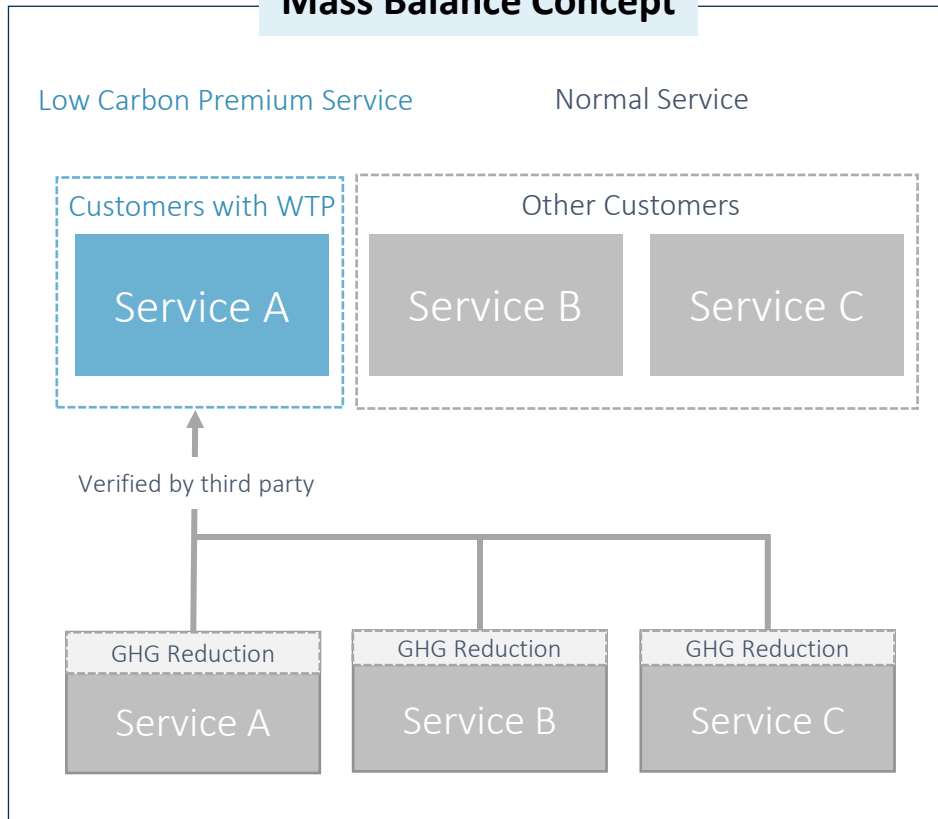 Mass Balance Concept
Low Carbon Premium Service
Normal Service
Customers with WTP
Other Customers
Service A
Service B
Service C
Verified by third party
GHG Reduction
GHG Reduction
GHG Reduction
Service A
Service B
Service C